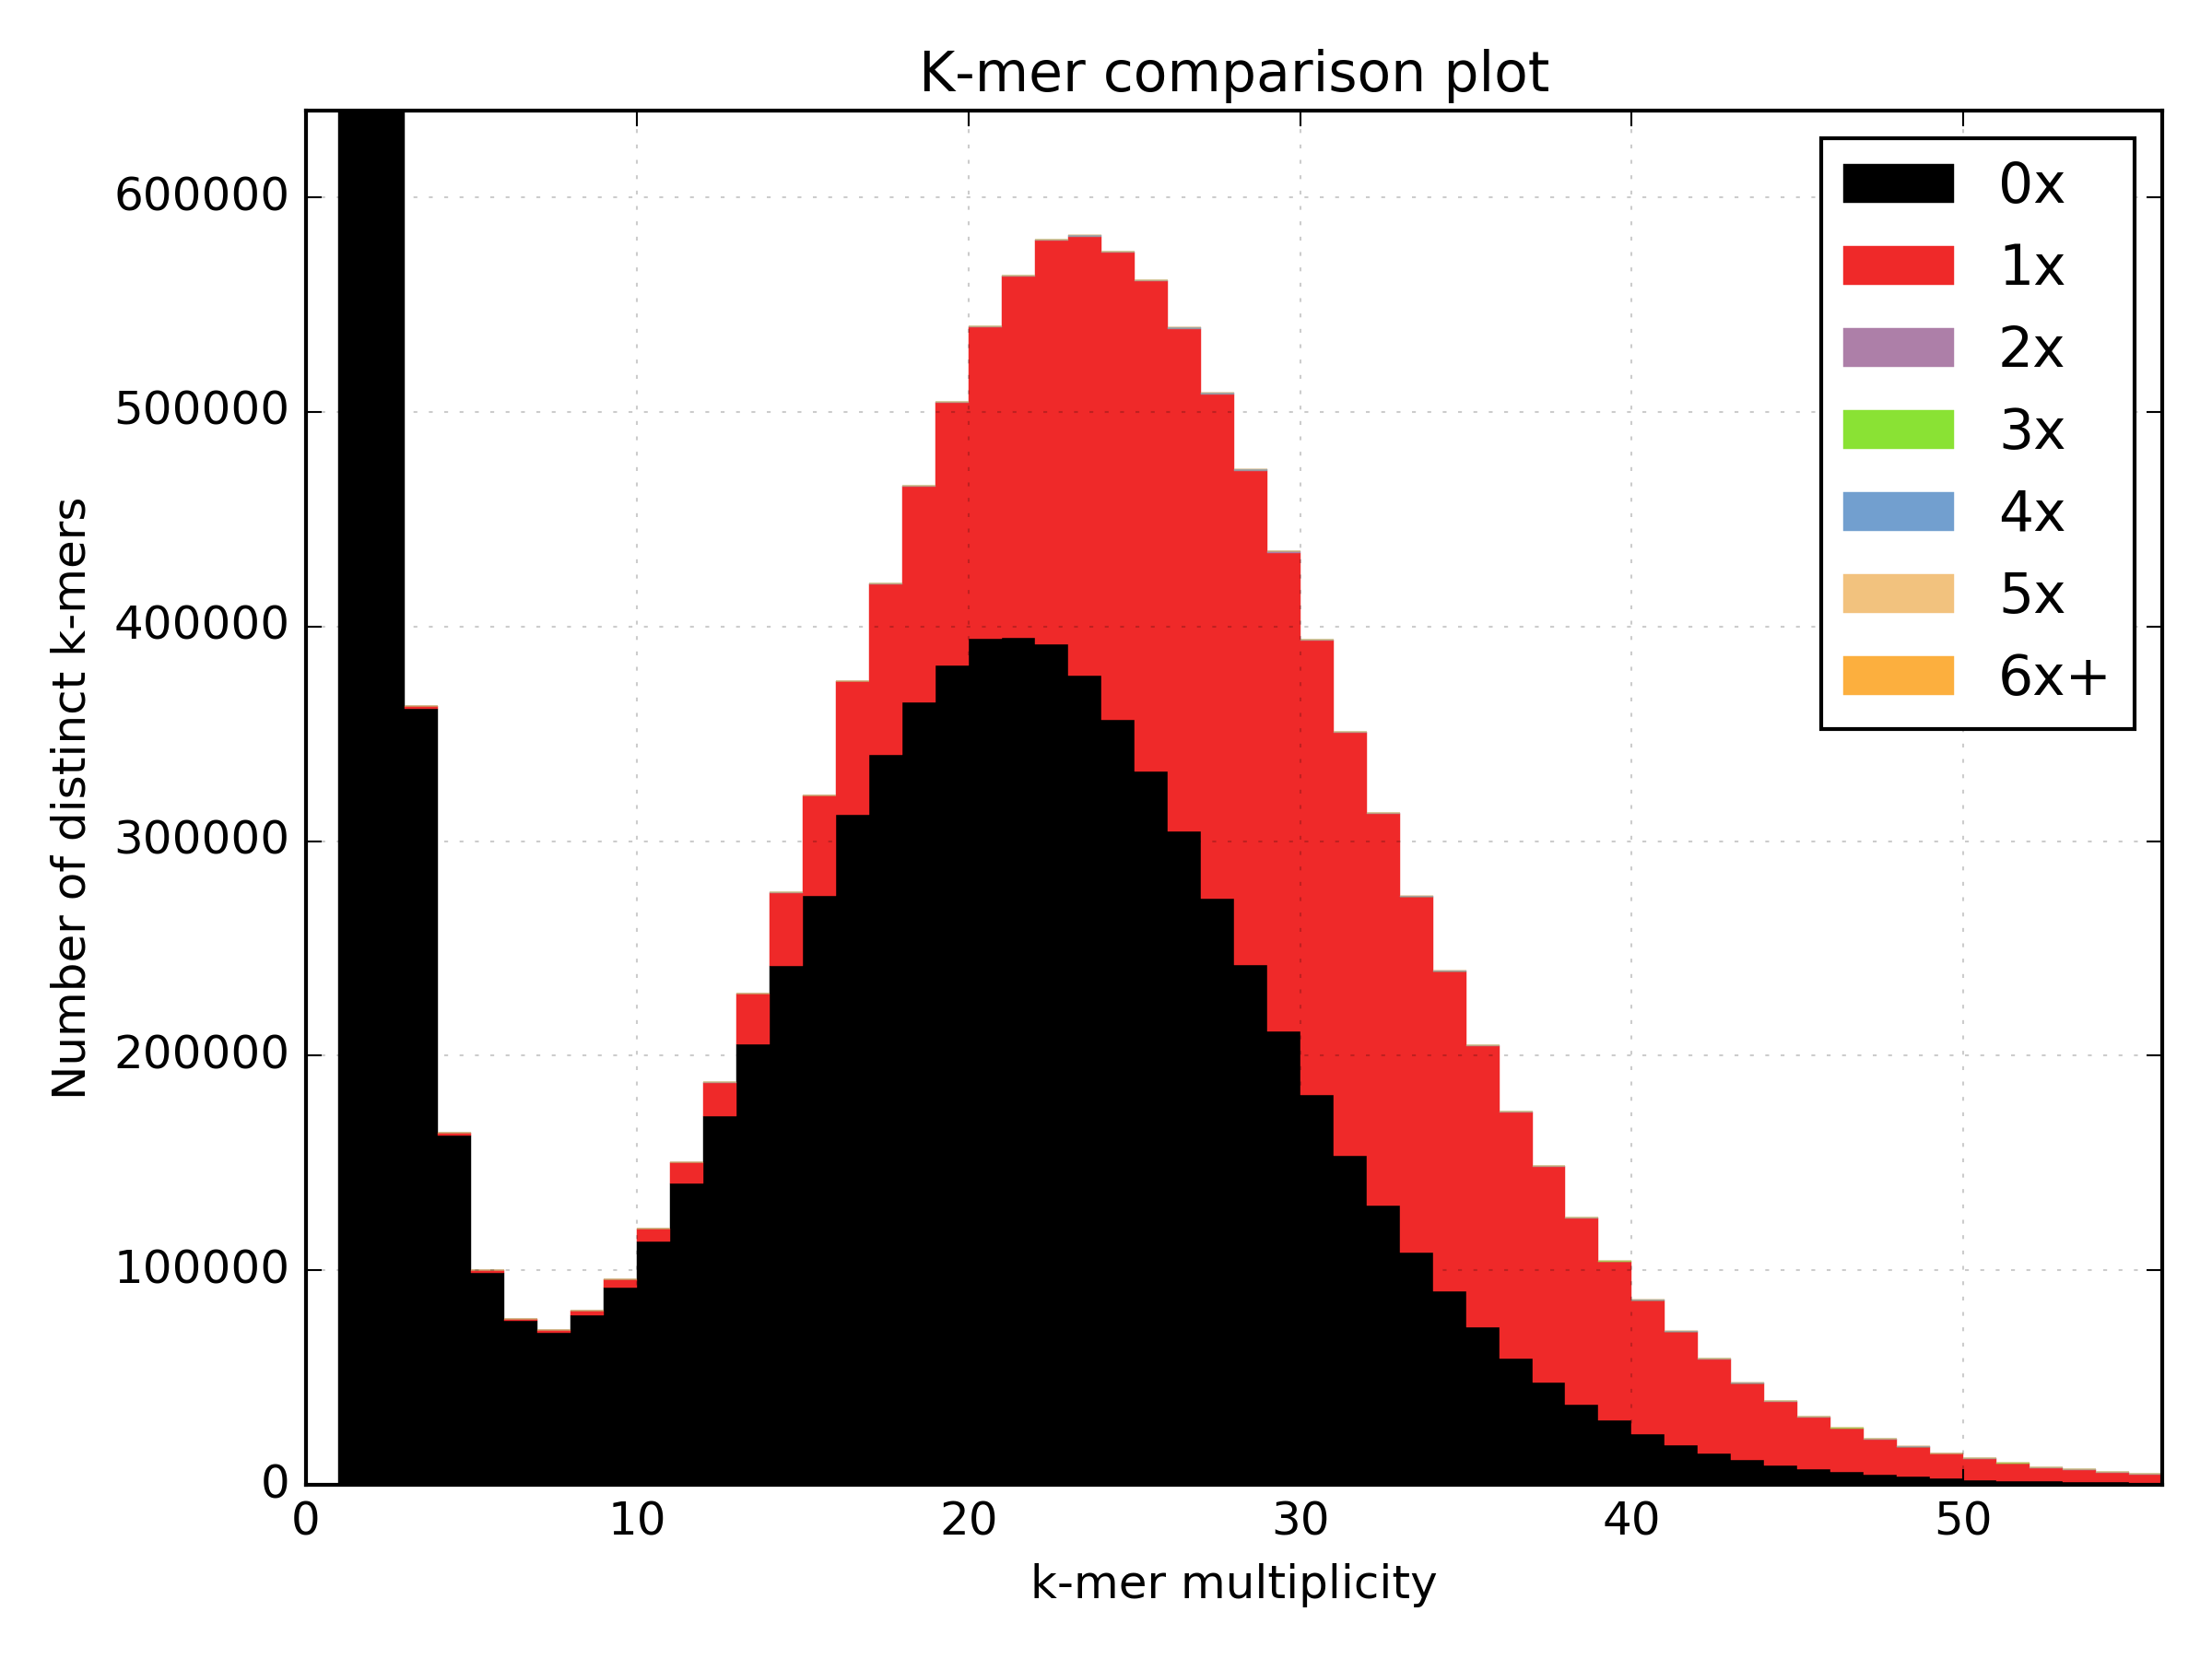 K-mer comparison plot
600000
500000
400000
300000
200000
100000
0
Number of distinct k-mers
0x
1x
2x
3x
4x
5x
6x+
0 10 20 30 40 50
k-mer multiplicity